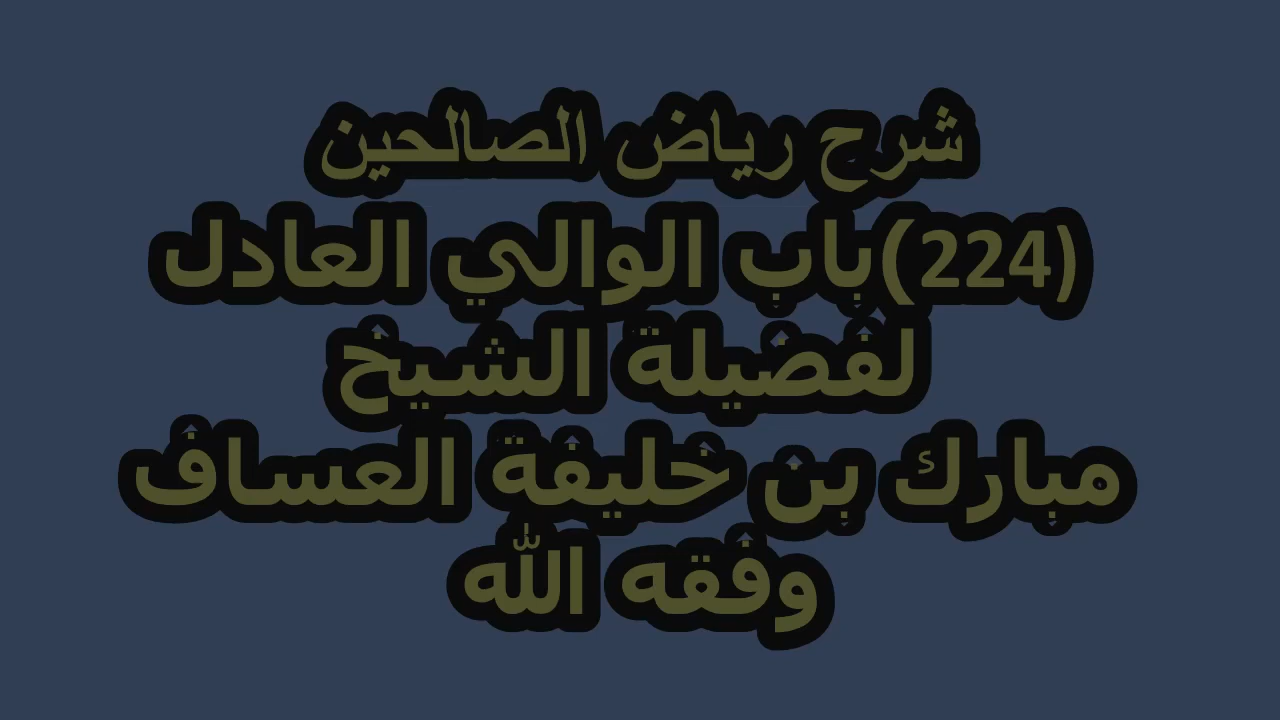 شرح رياض الصالحين
(224)باب الوالي العادل
لفضيلة الشيخ
مبارك بن خليفة العساف
وفقه الله